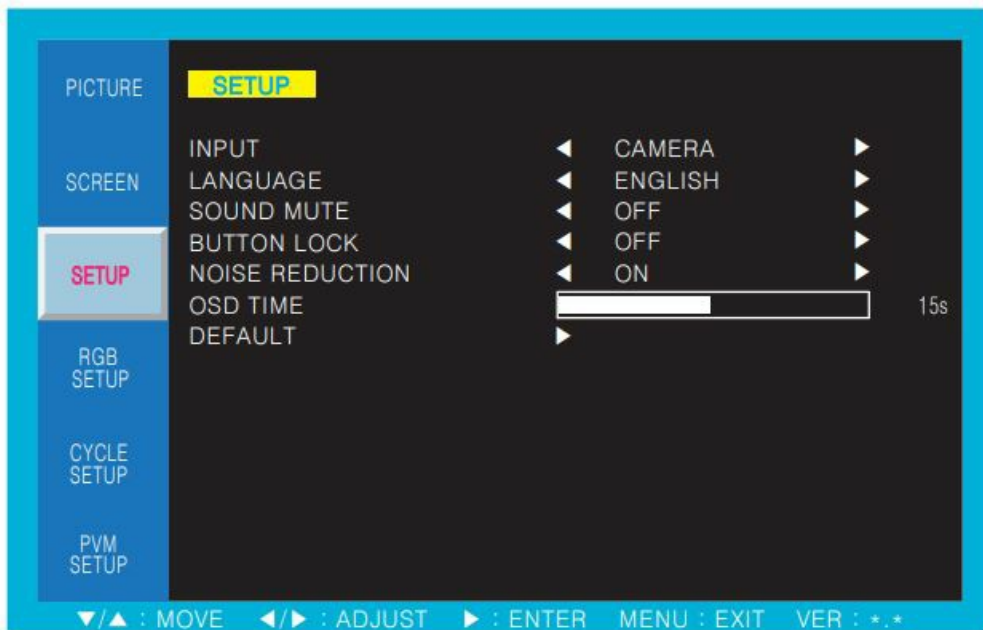 PICTURE
SCREEN
SETUP
RGB
SETUP
CYCLE
SETUP
PVM
SETUP
SETUP
INPUT ◀ CAMERA ▶
LANGUAGE ◀ ENGLISH ▶
SOUND MUTE ◀ OFF ▶
BUTTON LOCK ◀ OFF ▶
NOISE REDUCTION ◀ ON ▶
OSD TIME 15s
DEFAULT ▶
▼/▲ : MOVE ◀/▶ : ADJUST ▶ : ENTER MENU : EXIT VER : *.*